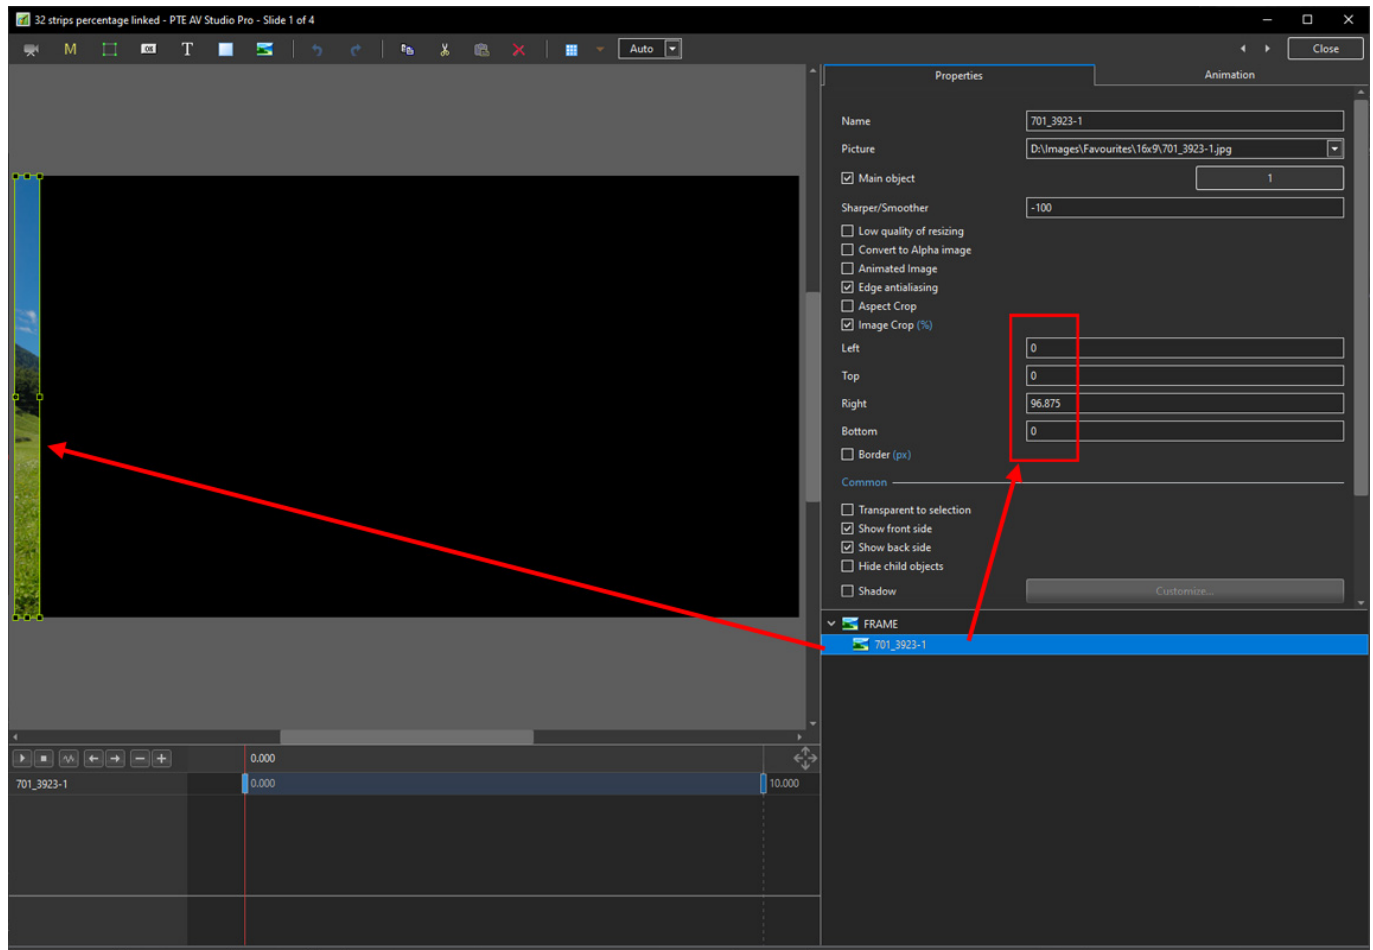 32 strips percentage linked - PTE AV Studio Pro - Slide 1 of 4
M OK T Auto Close
Properties Animation
Name 701_3923-1
Picture D:\Images\Favourites\16x9\701_3923-1.jpg
Main object 1
Sharper/Smoother -100
Low quality of resizing
Convert to Alpha image
Animated Image
Edge antialiasing
Aspect Crop
Image Crop (%)
Left 0
Top 0
Right 96.875
Bottom 0
Border (px)
Common
Transparent to selection
Show front side
Show back side
Hide child objects
Shadow Customize...
FRAME
701_3923-1
0.000
701_3923-1 0.000 10.000